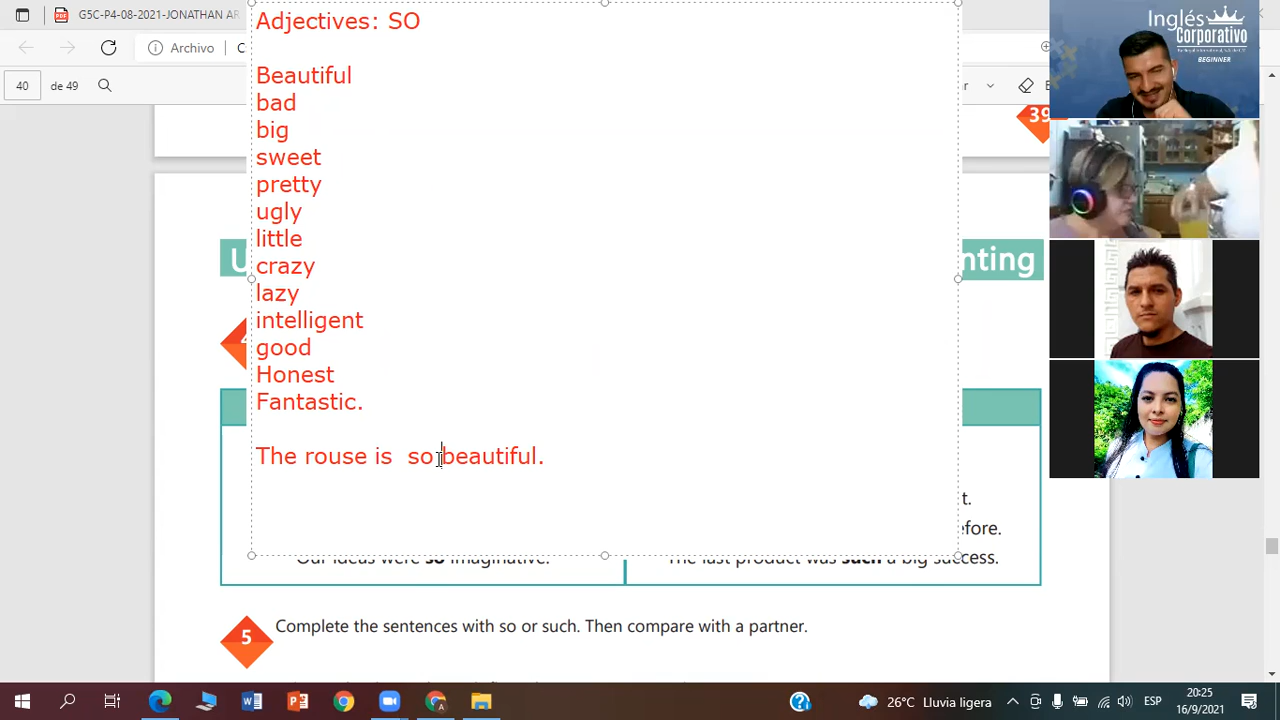 GSC-P4-08-2021-JONATHAN AR
Archivo
40 de 49
Adjectives: SO
Beautiful
bad
big
sweet
pretty
ugly
little
crazy
lazy
intelligent
good
Honest
Fantastic.
The rouse is so beautiful.
39
nting
t.
efore.
Our ideas were so imaginative.
The last product was such a big success.
5
Complete the sentences with so or such. Then compare with a partner.
Inglés
Corporativo
BEGINNER
26°C Lluvia ligera
ESP
20:25
16/9/2021